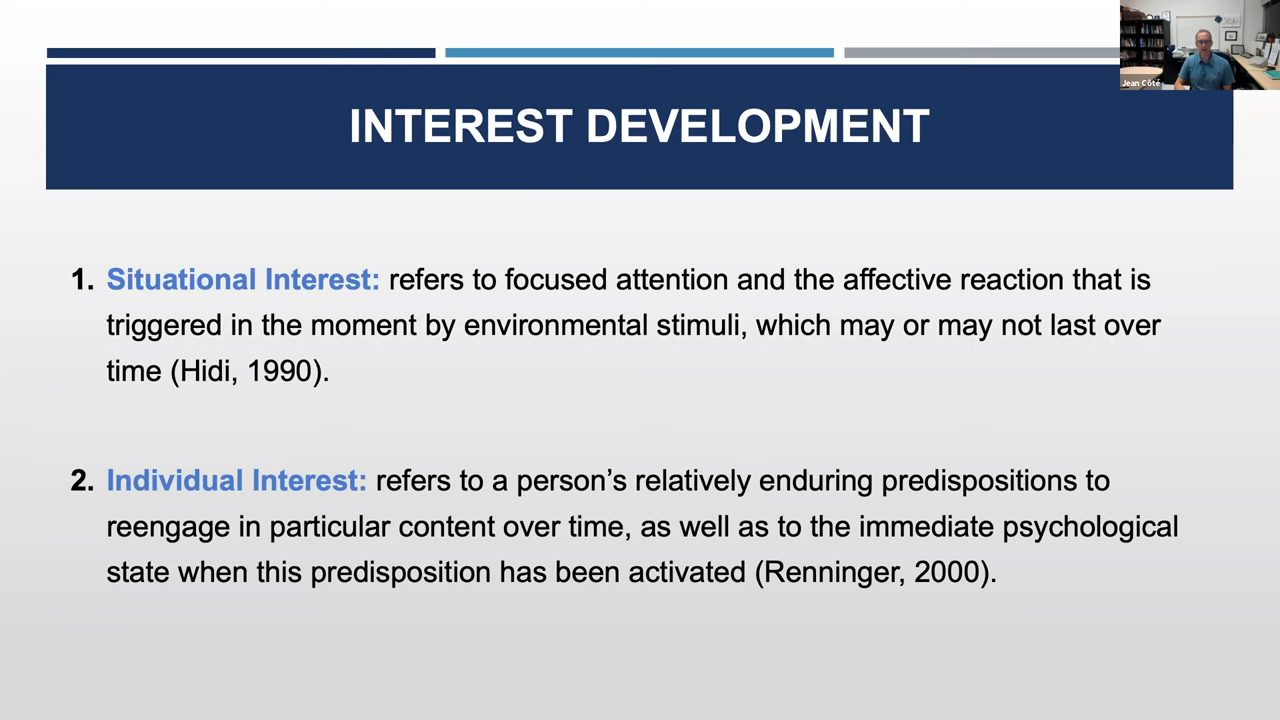 Jean Côté
INTEREST DEVELOPMENT
1. Situational Interest: refers to focused attention and the affective reaction that is
triggered in the moment by environmental stimuli, which may or may not last over
time (Hidi, 1990).
2. Individual Interest: refers to a person’s relatively enduring predispositions to
reengage in particular content over time, as well as to the immediate psychological
state when this predisposition has been activated (Renninger, 2000).